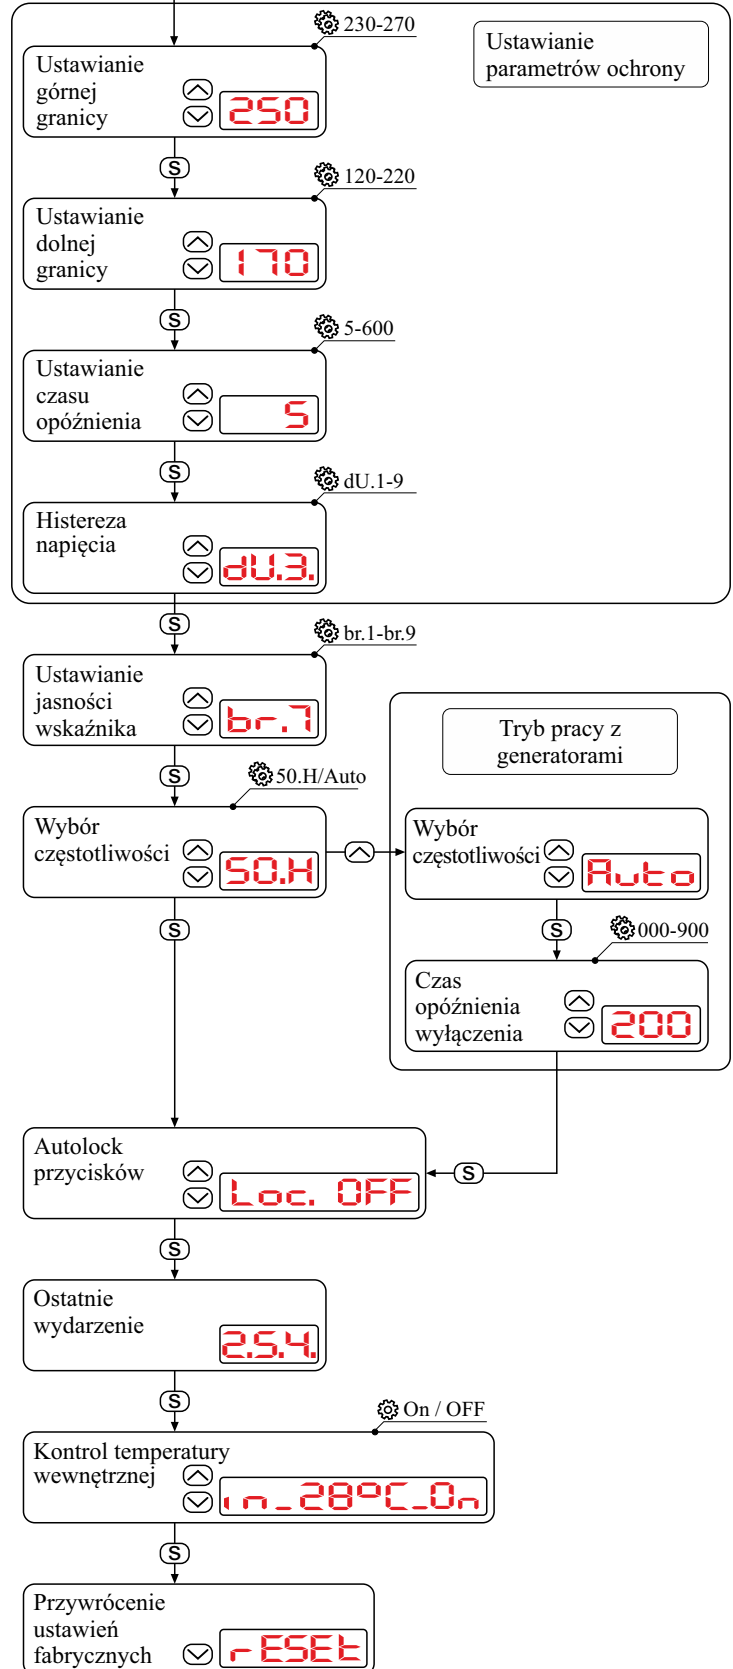 230-270
Ustawianie
parametrów ochrony
Ustawianie
górnej
granicy
250
S
120-220
Ustawianie
dolnej
granicy
170
S
5-600
Ustawianie
czasu
opóźnienia
5
S
dU.1-9
Histereza
napięcia
dU.3.
S
br.1-br.9
Ustawianie
jasności
wskaźnika
br.7
S
50.H/Auto
Wybór
częstotliwości
50.H
Tryb pracy z
generatorami
Wybór
częstotliwości
Auto
S
000-900
Czas
opóźnienia
wyłączenia
200
S
S
Autolock
przycisków
Loc. OFF
S
Ostatnie
wydarzenie
2.5.4.
S
On / OFF
Kontrol temperatury
wewnętrznej
in_28ºC_On
S
Przywrócenie
ustawień
fabrycznych
rESEt